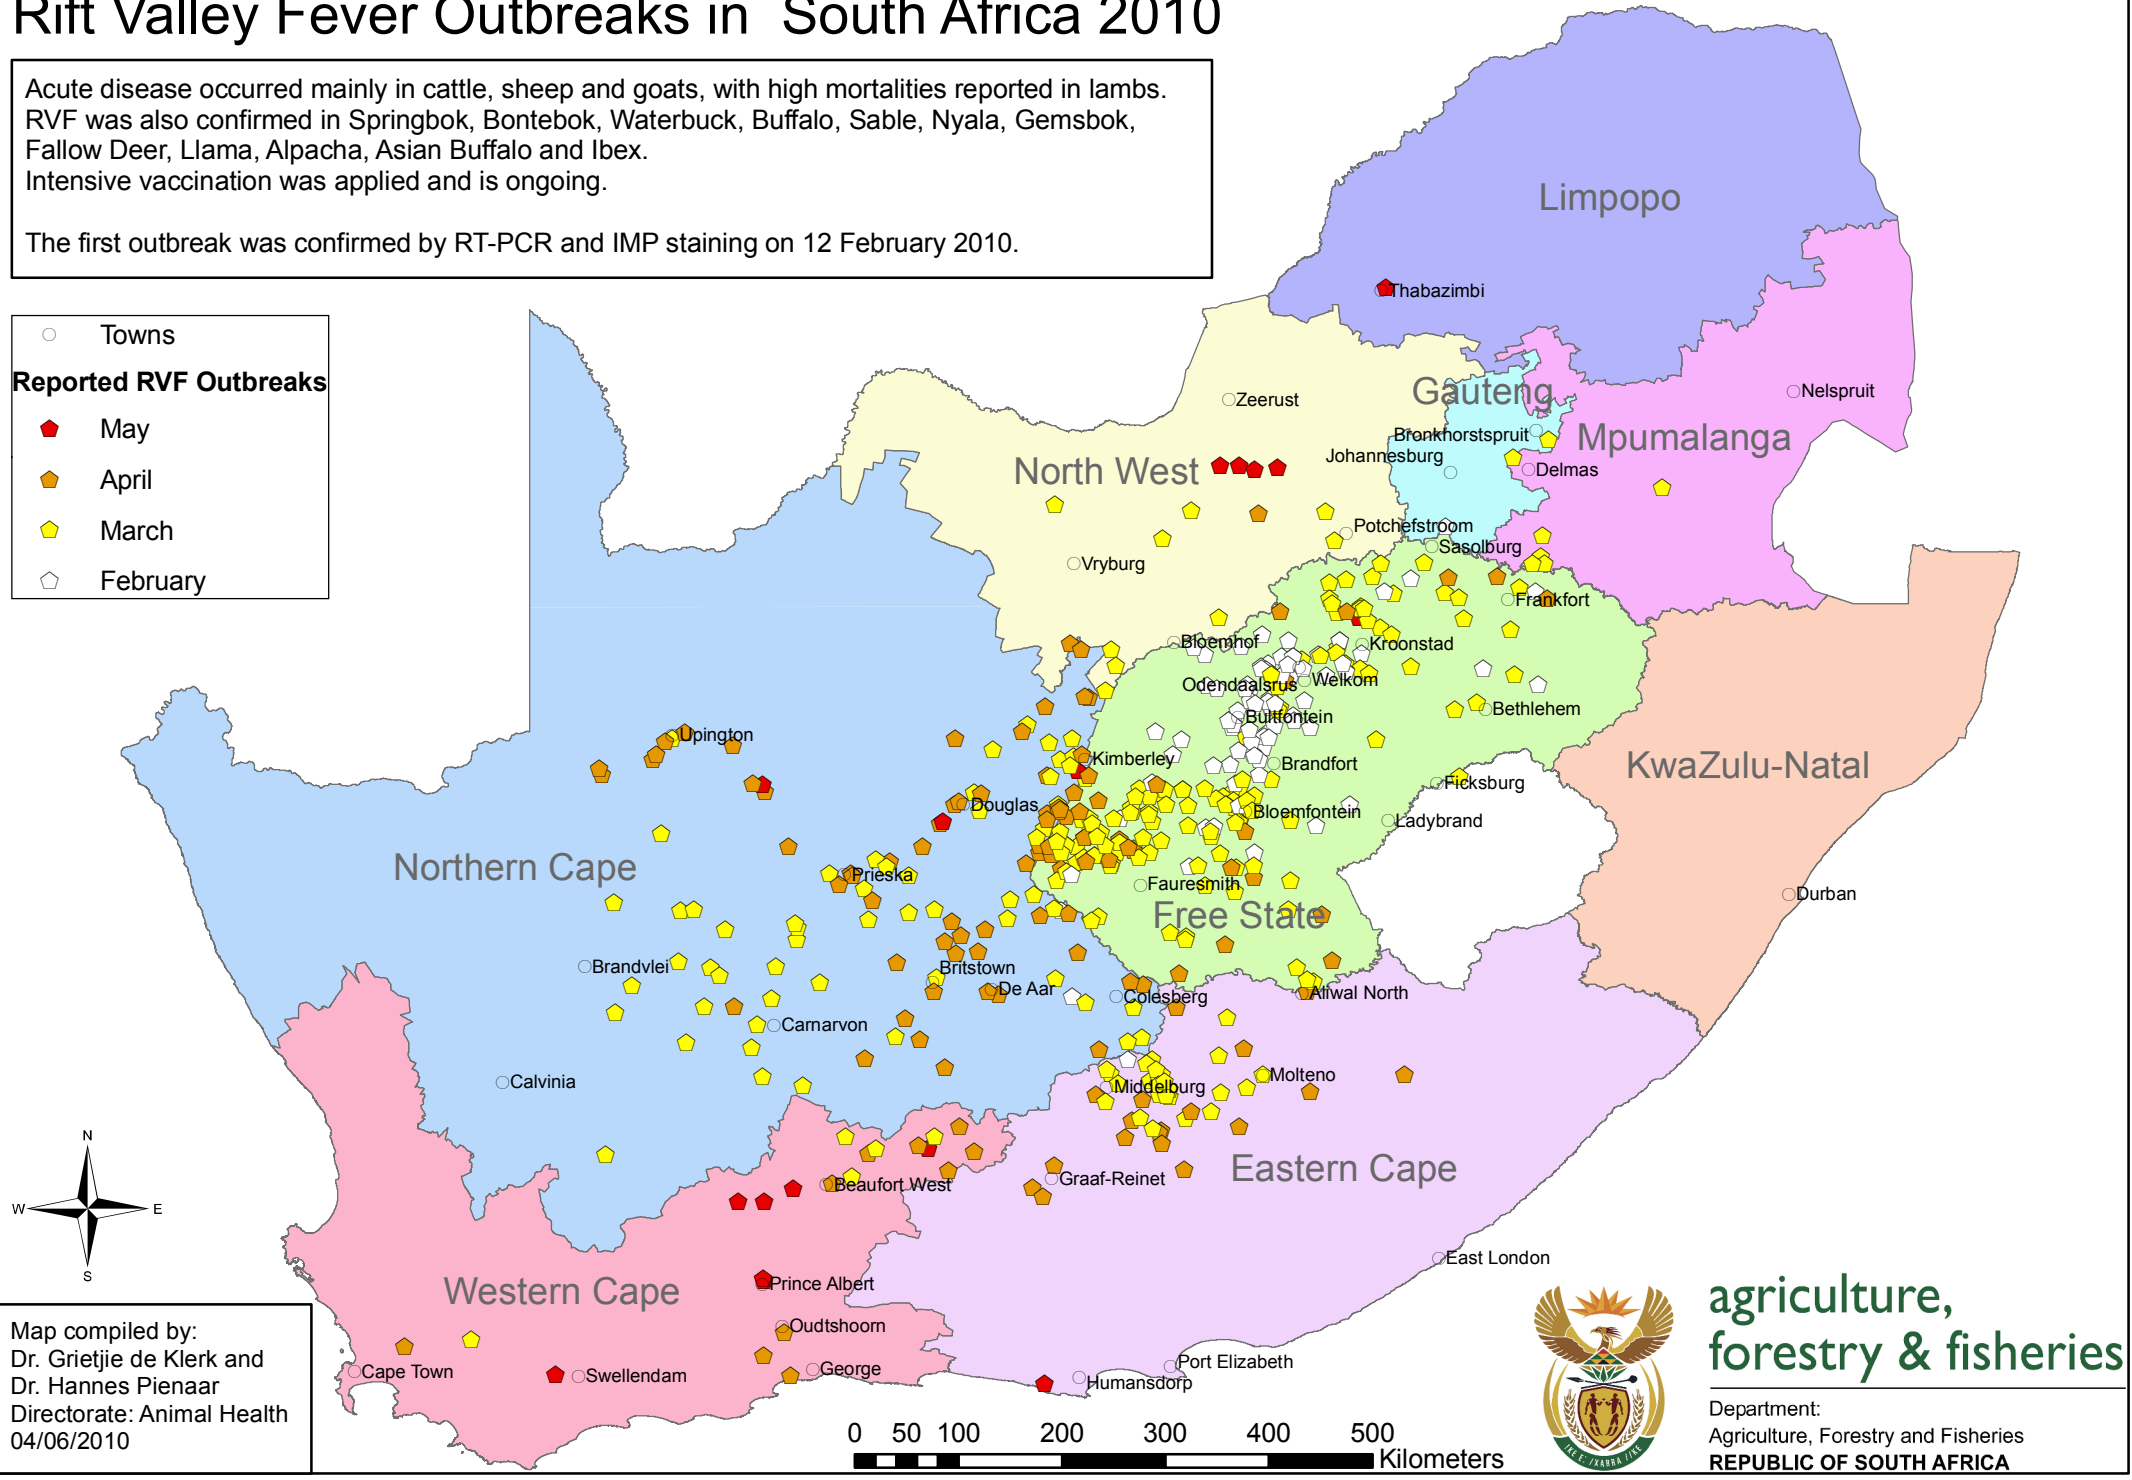 Rift Valley Fever Outbreaks in South Africa 2010
Acute disease occurred mainly in cattle, sheep and goats, with high mortalities reported in lambs.
RVF was also confirmed in Springbok, Bontebok, Waterbuck, Buffalo, Sable, Nyala, Gemsbok,
Fallow Deer, Llama, Alpacha, Asian Buffalo and Ibex.
Intensive vaccination was applied and is ongoing.
The first outbreak was confirmed by RT-PCR and IMP staining on 12 February 2010.
Towns
Reported RVF Outbreaks
May
April
March
February
Limpopo
Thabazimbi
Gauteng
Nelspruit
Zeerust
Bronkhorstspruit
Mpumalanga
Johannesburg
North West
Delmas
Potchefstroom
Sasolburg
Vryburg
Frankfort
Bloemhof
Kroonstad
Odendaalsrus
Welkom
Bethlehem
Bultfontein
Upington
Kimberley
Brandfort
KwaZulu-Natal
Ficksburg
Douglas
Bloemfontein
Ladybrand
Northern Cape
Prieska
Fauresmith
Durban
Free State
Brandvlei
Britstown
De Aar
Colesberg
Aliwal North
Carnarvon
Calvinia
Middelburg
Molteno
Graaf-Reinet
Eastern Cape
Beaufort West
East London
Western Cape
Prince Albert
Oudtshoorn
Cape Town
Swellendam
George
Port Elizabeth
Humansdorp
N
W
E
S
Map compiled by:
Dr. Grietjie de Klerk and
Dr. Hannes Pienaar
Directorate: Animal Health
04/06/2010
0 50 100 200 300 400 500
Kilometers
agriculture,
forestry & fisheries
Department:
Agriculture, Forestry and Fisheries
REPUBLIC OF SOUTH AFRICA